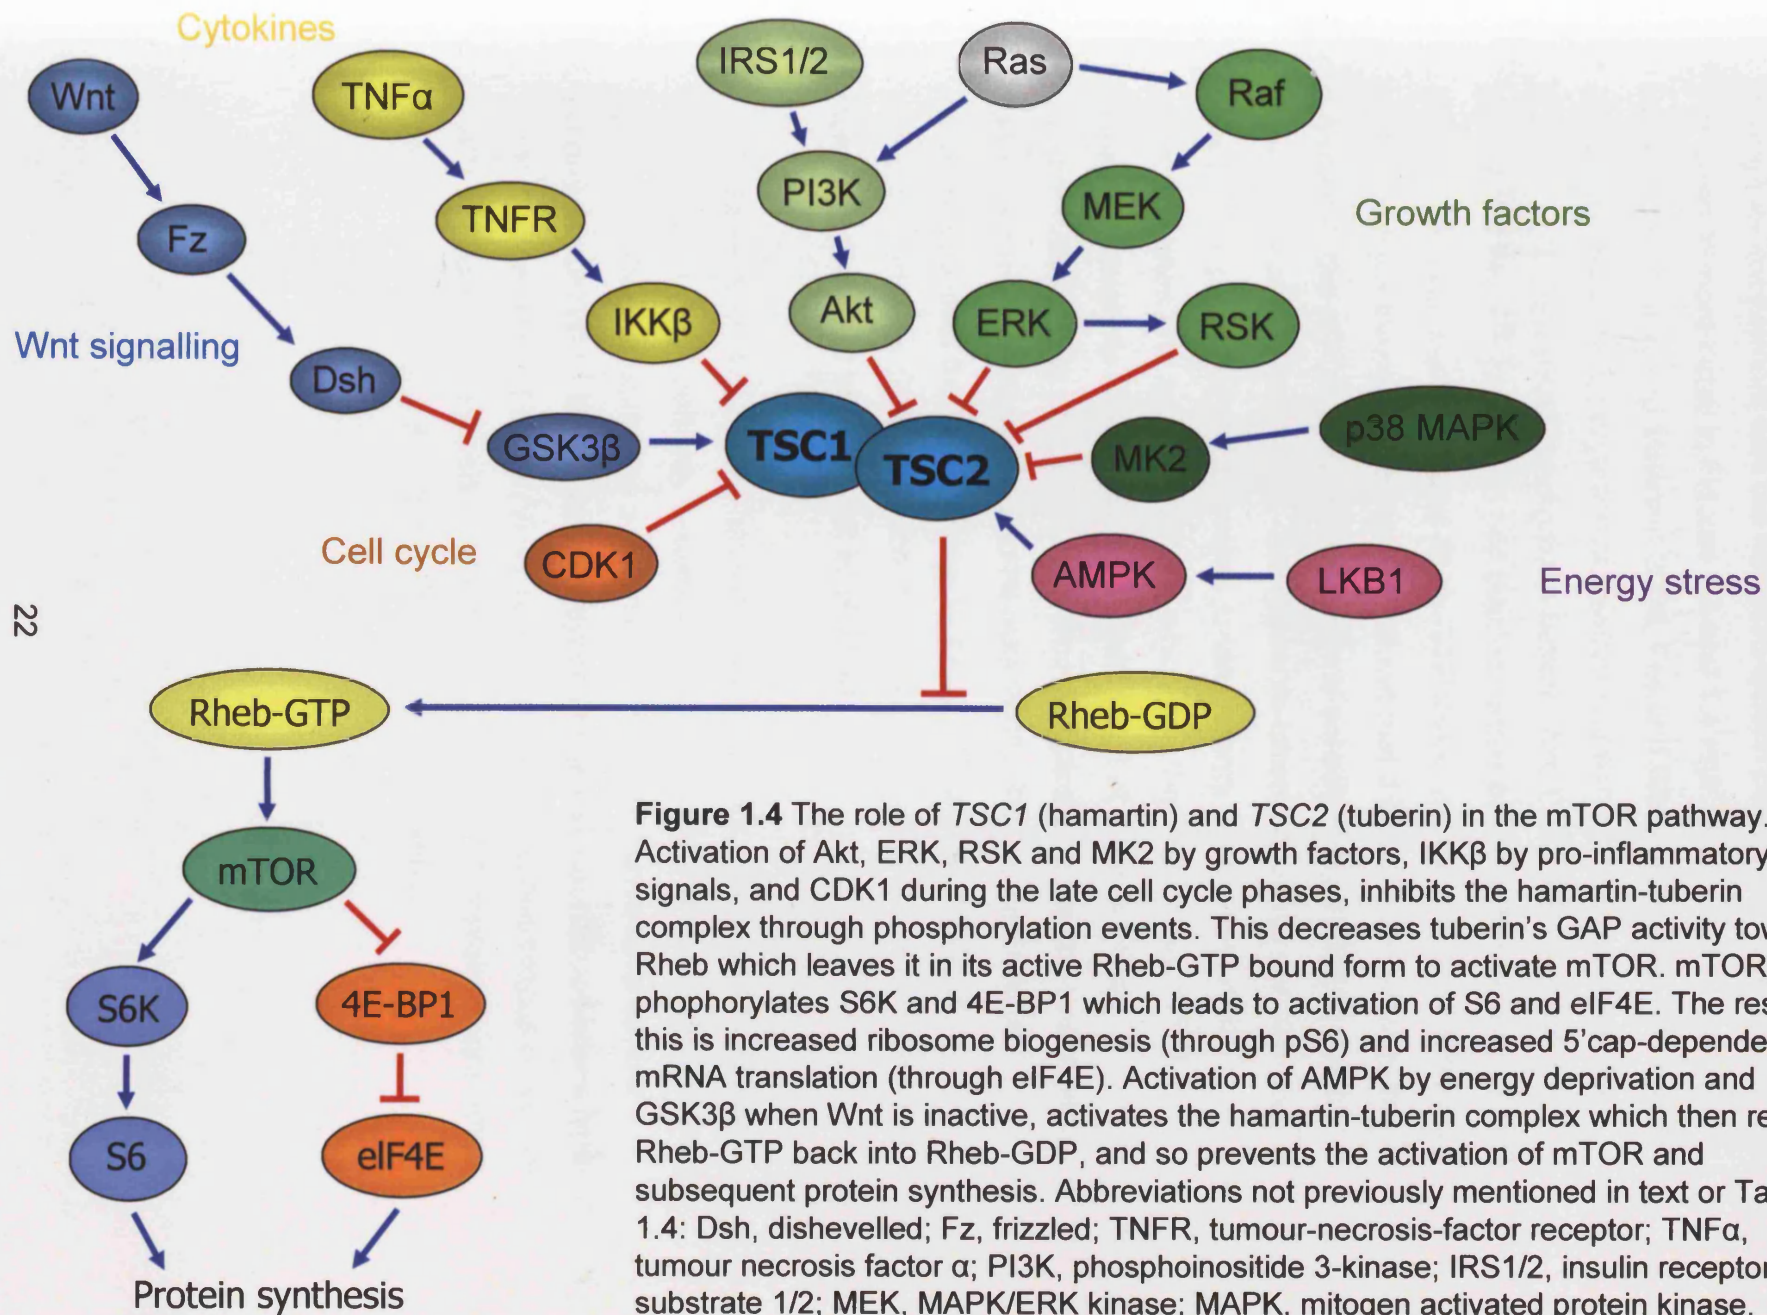 Cytokines
Wnt
TNFα
IRS1/2
Ras
Raf
Fz
TNFR
PI3K
MEK
Growth factors
Wnt signalling
Dsh
IKKβ
Akt
ERK
RSK
GSK3β
TSC1
TSC2
MK2
p38 MAPK
Cell cycle
CDK1
AMPK
LKB1
Energy stress
22
Rheb-GTP
Rheb-GDP
mTOR
S6K
4E-BP1
S6
eIF4E
Protein synthesis
Figure 1.4 The role of TSC1 (hamartin) and TSC2 (tuberin) in the mTOR pathway.
Activation of Akt, ERK, RSK and MK2 by growth factors, IKKβ by pro-inflammatory
signals, and CDK1 during the late cell cycle phases, inhibits the hamartin-tuberin
complex through phosphorylation events. This decreases tuberin's GAP activity
Rheb which leaves it in its active Rheb-GTP bound form to activate mTOR. mTOR
phophorylates S6K and 4E-BP1 which leads to activation of S6 and eIF4E. The
this is increased ribosome biogenesis (through pS6) and increased 5'cap-depende
mRNA translation (through eIF4E). Activation of AMPK by energy deprivation and
GSK3β when Wnt is inactive, activates the hamartin-tuberin complex which then
Rheb-GTP back into Rheb-GDP, and so prevents the activation of mTOR and
subsequent protein synthesis. Abbreviations not previously mentioned in text or
1.4: Dsh, dishevelled; Fz, frizzled; TNFR, tumour-necrosis-factor receptor; TNFα,
tumour necrosis factor α; PI3K, phosphoinositide 3-kinase; IRS1/2, insulin receptor
substrate 1/2; MEK, MAPK/ERK kinase; MAPK, mitogen activated protein kinase.